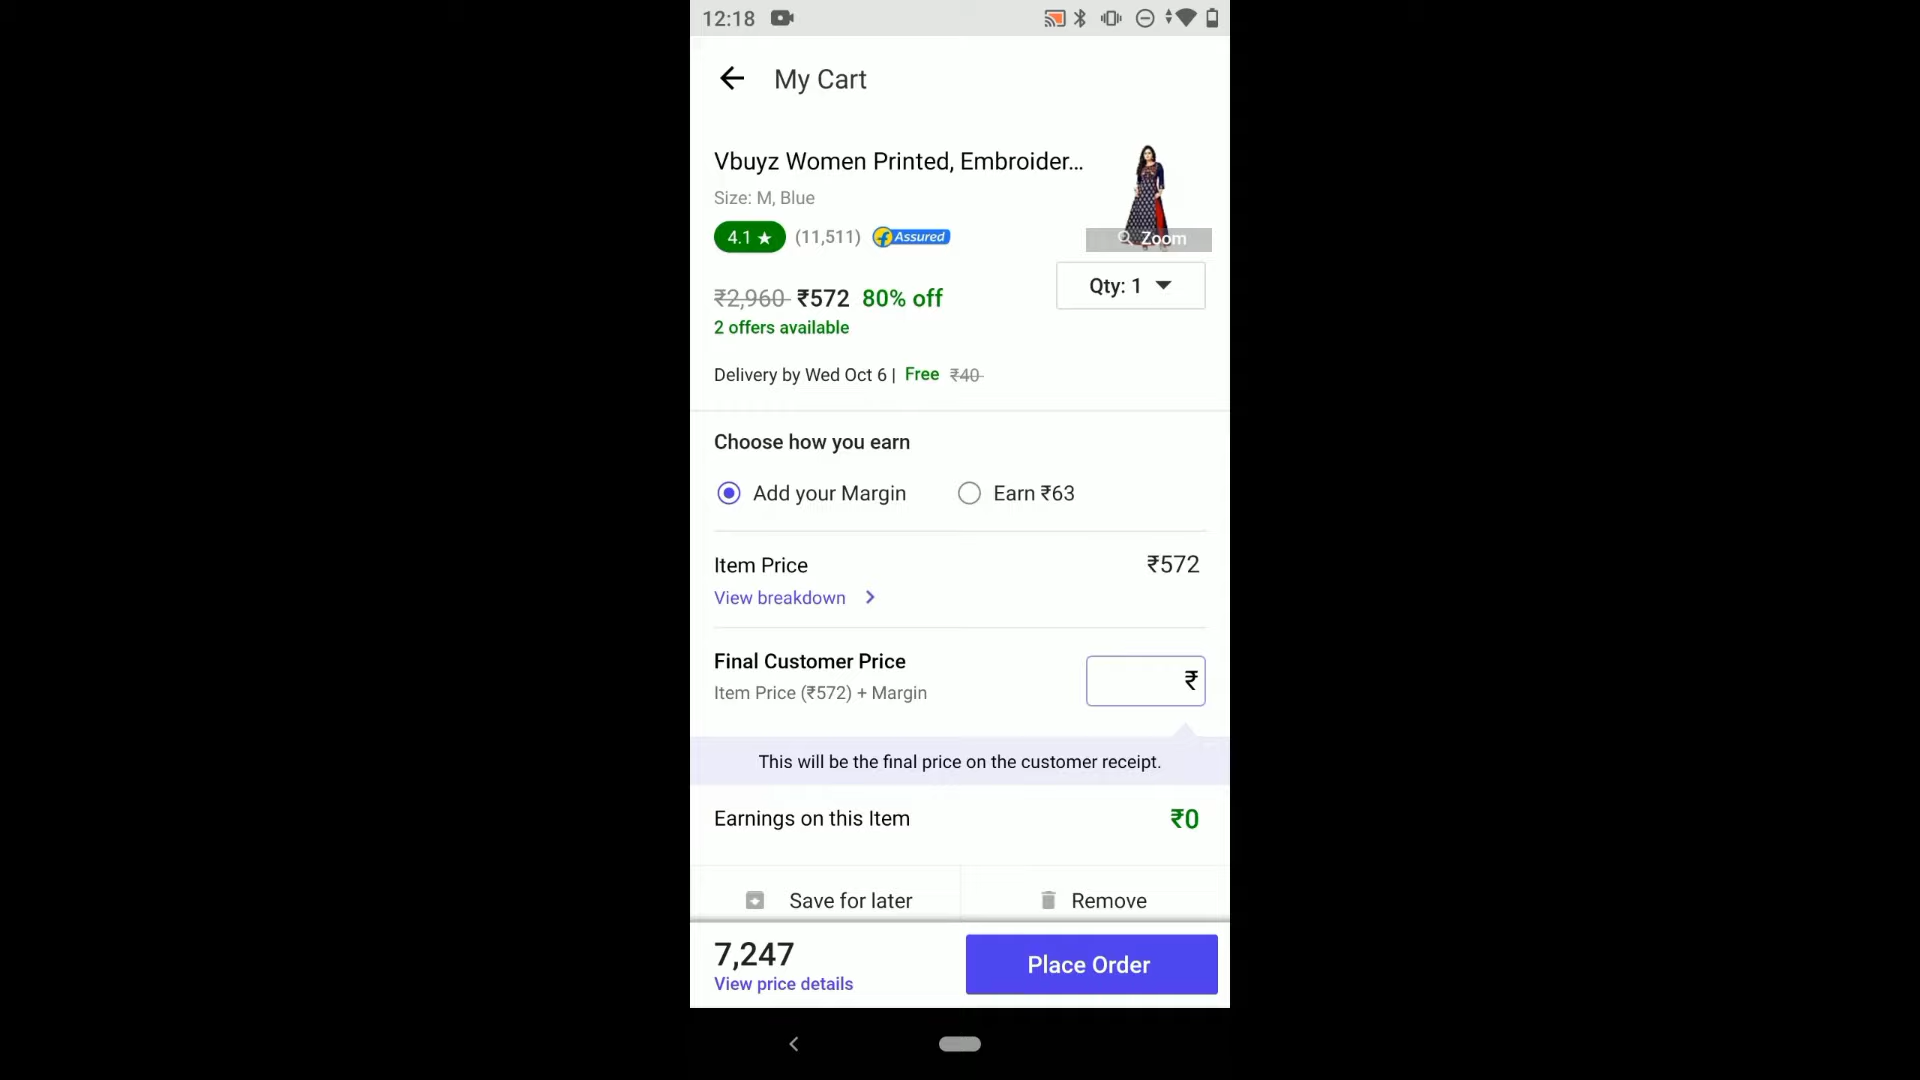 12:18
My Cart
Vbuyz Women Printed, Embroider...
Size: M, Blue
4.1 ★ (11,511) Assured
Zoom
Qty: 1
₹2,960 ₹572 80% off
2 offers available
Delivery by Wed Oct 6 | Free ₹40
Choose how you earn
Add your Margin Earn ₹63
Item Price ₹572
View breakdown
Final Customer Price
₹
Item Price (₹572) + Margin
This will be the final price on the customer receipt.
Earnings on this Item ₹0
Save for later Remove
7,247
View price details
Place Order